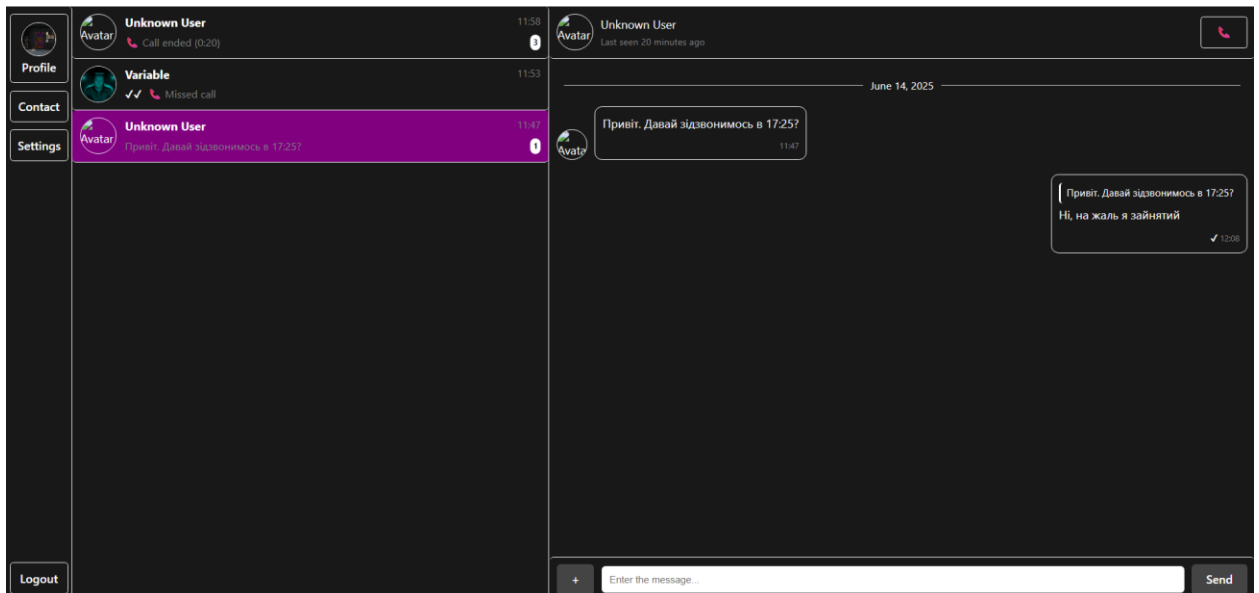 Profile
Contact
Settings
Logout
Avatar
Unknown User
11:58
Call ended (0:20)
3
Variable
11:53
Missed call
Avatar
Unknown User
11:47
Привіт. Давай зідзвонимось в 17:25?
1
Avatar
Unknown User
Last seen 20 minutes ago
June 14, 2025
Avata
Привіт. Давай зідзвонимось в 17:25?
11:47
Привіт. Давай зідзвонимось в 17:25?
Ні, на жаль я зайнятий
✓ 12:08
+
Enter the message...
Send